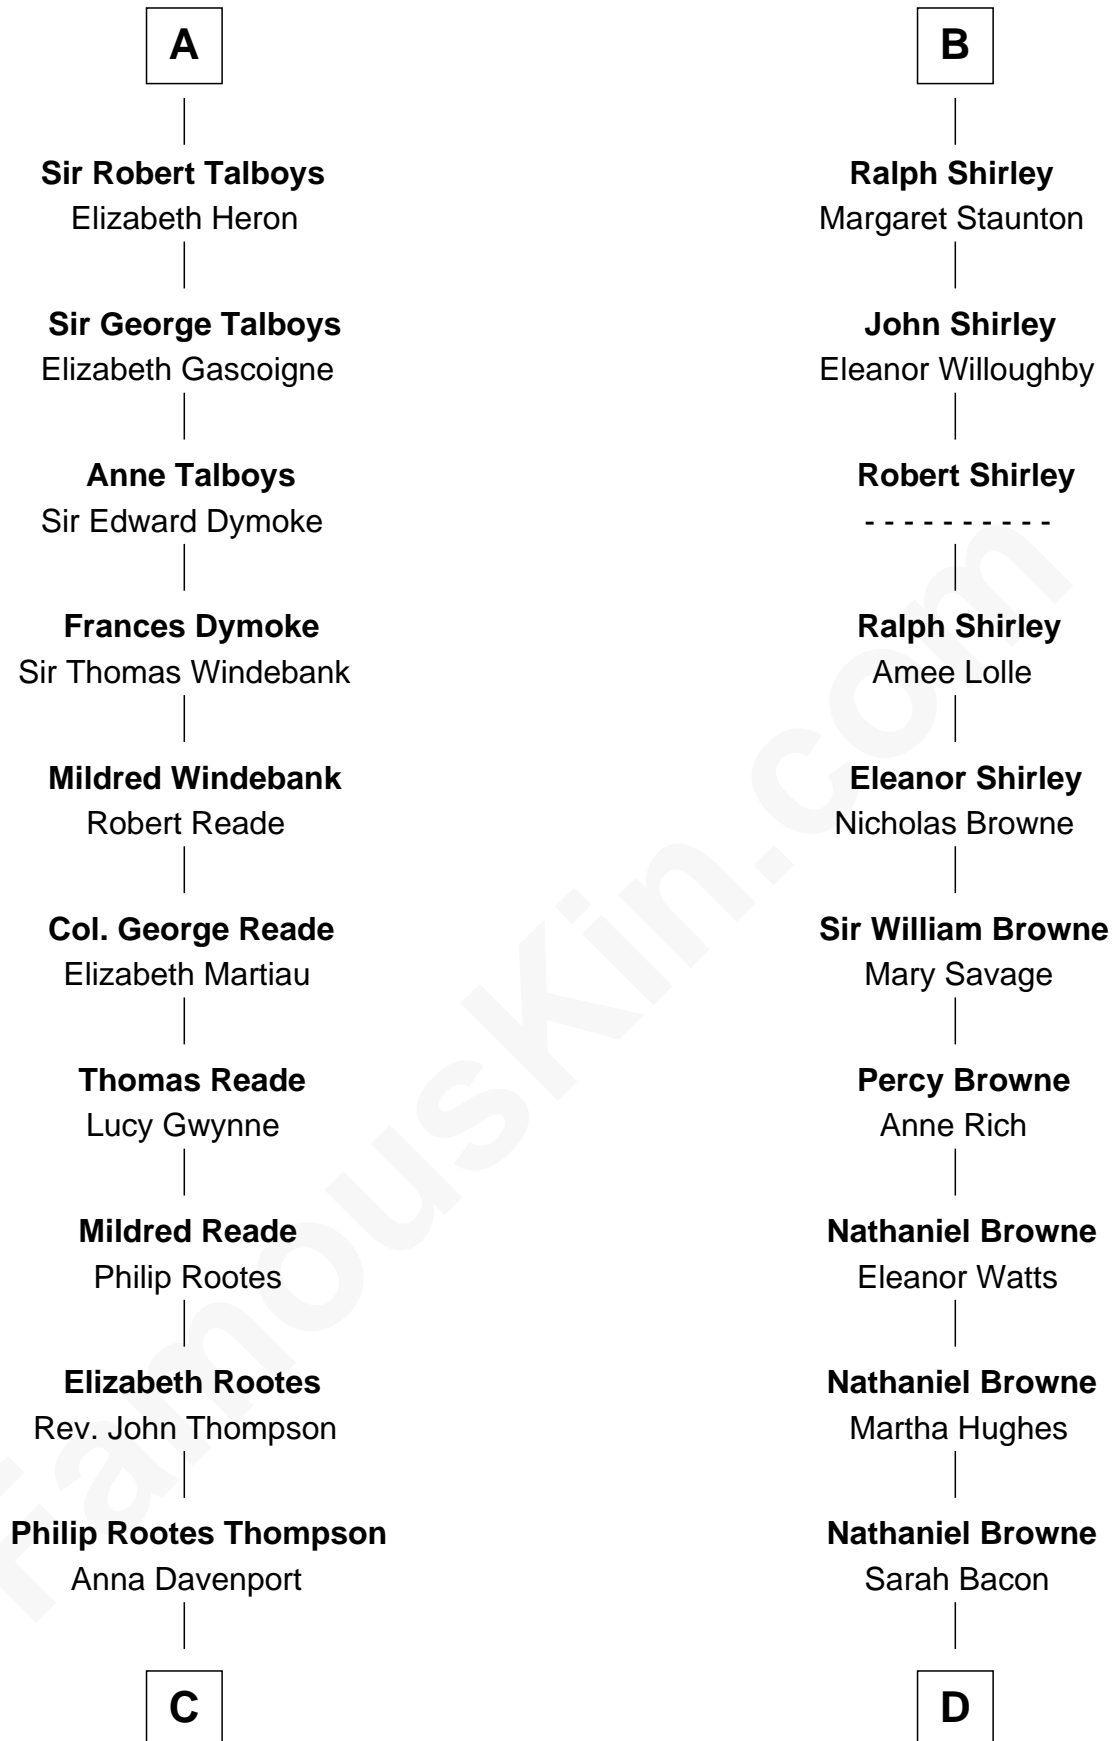 A
Sir Robert Talboys
Elizabeth Heron
Sir George Talboys
Elizabeth Gascoigne
Anne Talboys
Sir Edward Dymoke
Frances Dymoke
Sir Thomas Windebank
Mildred Windebank
Robert Reade
Col. George Reade
Elizabeth Martiau
Thomas Reade
Lucy Gwynne
Mildred Reade
Philip Rootes
Elizabeth Rootes
Rev. John Thompson
Philip Rootes Thompson
Anna Davenport
C
B
Ralph Shirley
Margaret Staunton
John Shirley
Eleanor Willoughby
Robert Shirley
- - - - - - - - - -
Ralph Shirley
Amee Lolle
Eleanor Shirley
Nicholas Browne
Sir William Browne
Mary Savage
Percy Browne
Anne Rich
Nathaniel Browne
Eleanor Watts
Nathaniel Browne
Martha Hughes
Nathaniel Browne
Sarah Bacon
D
FamousKin.com